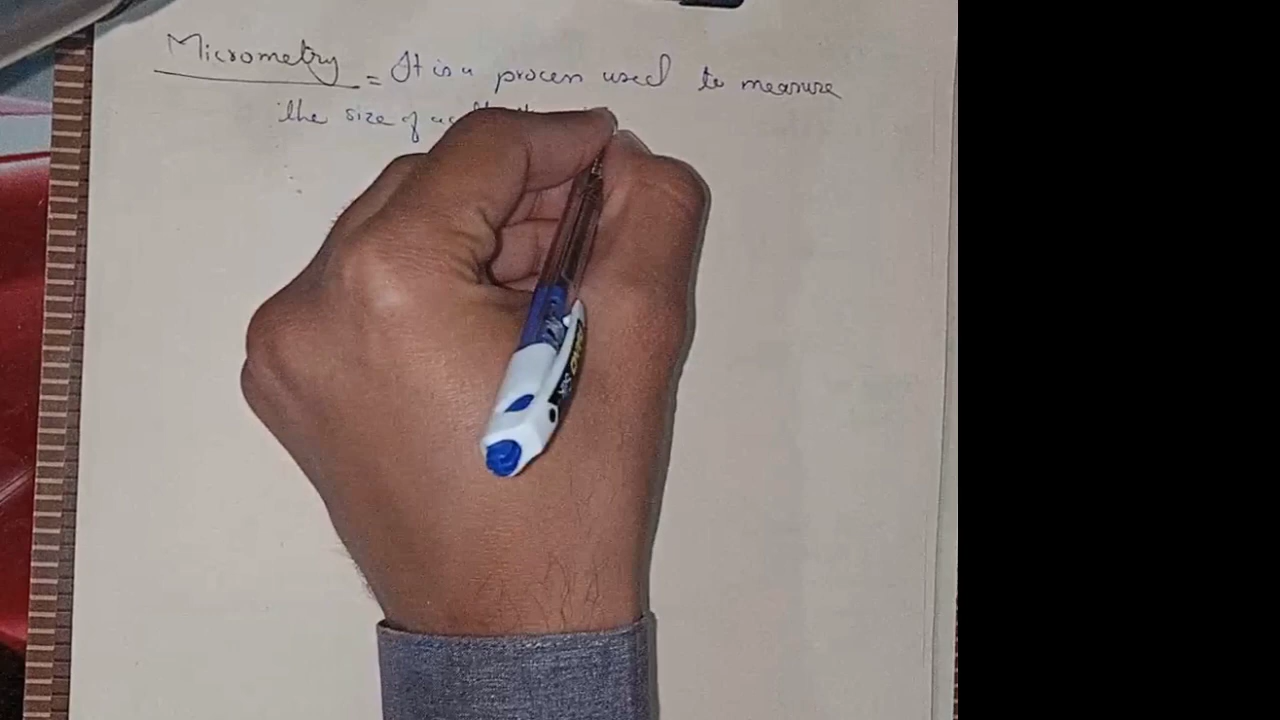 Micrometry = It is a process used to measure
the size of